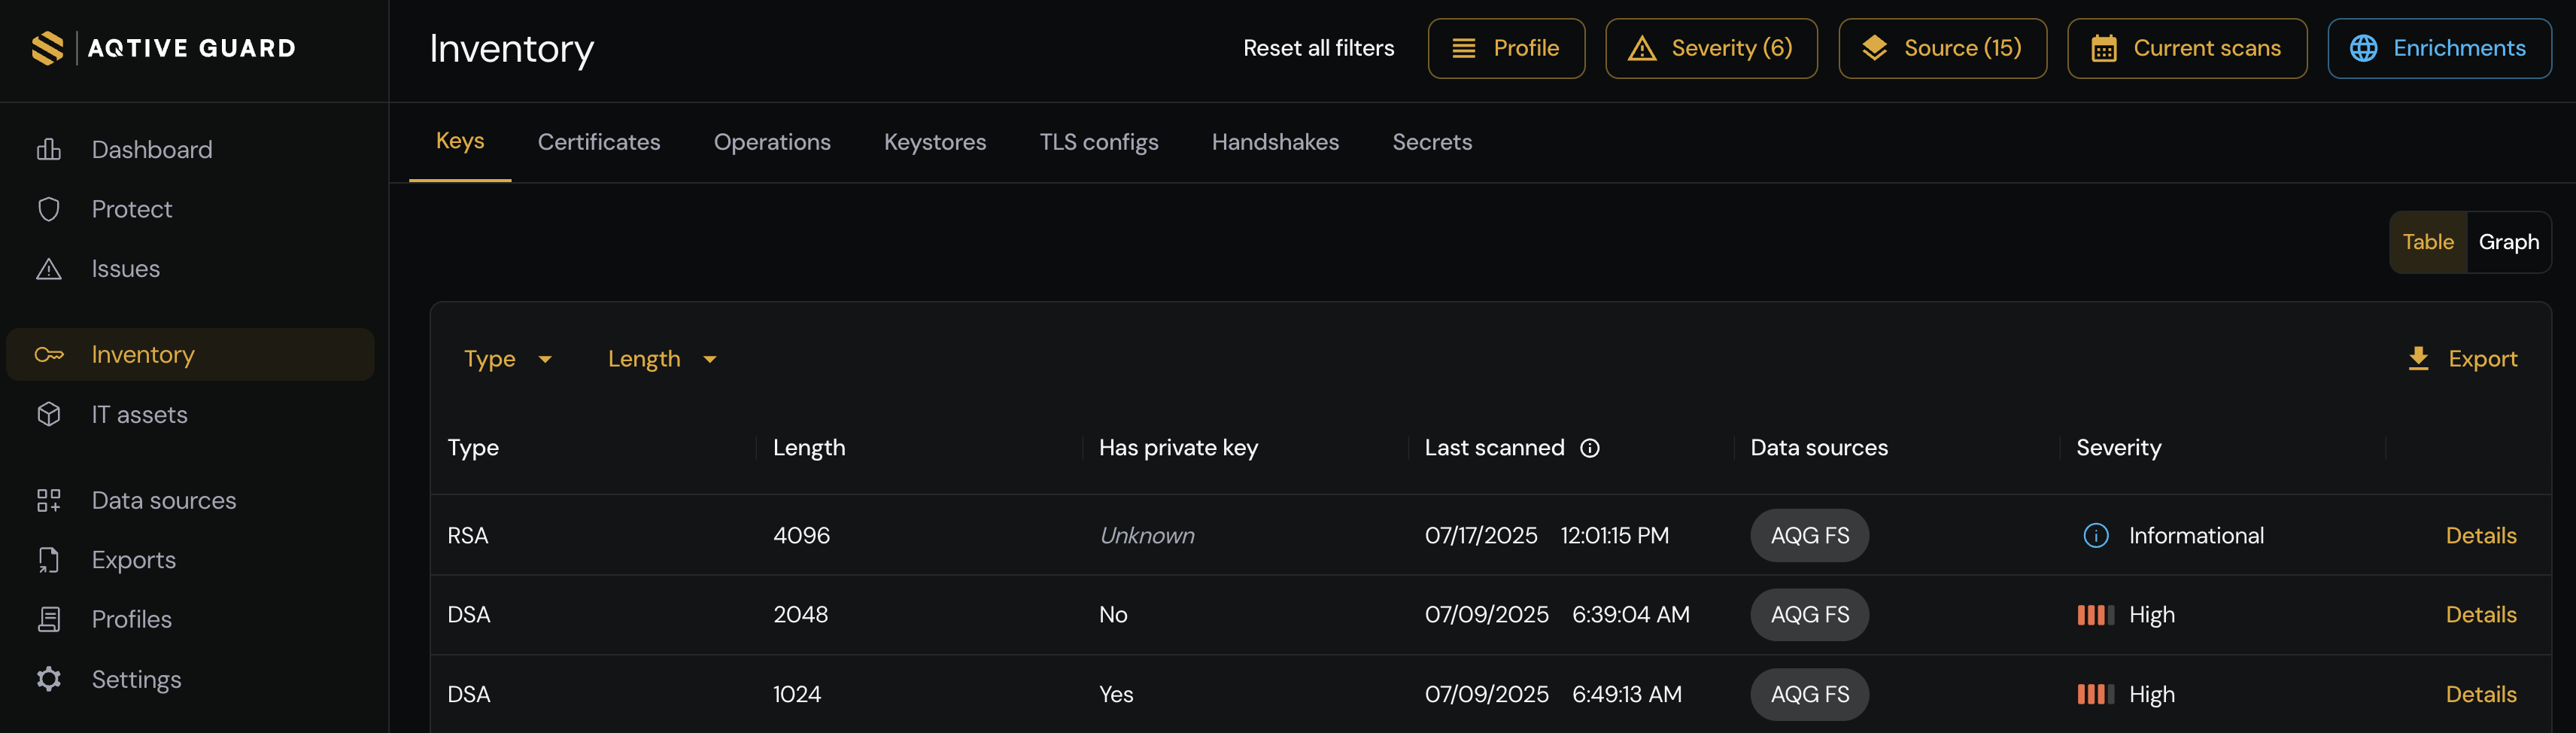 AQTIVE GUARD
Dashboard
Protect
Issues
Inventory
IT assets
Data sources
Exports
Profiles
Settings
Inventory
Reset all filters
Profile
Severity (6)
Source (15)
Current scans
Enrichments
Keys Certificates Operations Keystores TLS configs Handshakes Secrets
Table Graph
Type Length Export
Type Length Has private key Last scanned Data sources Severity
RSA 4096 Unknown 07/17/2025 12:01:15 PM AQG FS Informational Details
DSA 2048 No 07/09/2025 6:39:04 AM AQG FS High Details
DSA 1024 Yes 07/09/2025 6:49:13 AM AQG FS High Details